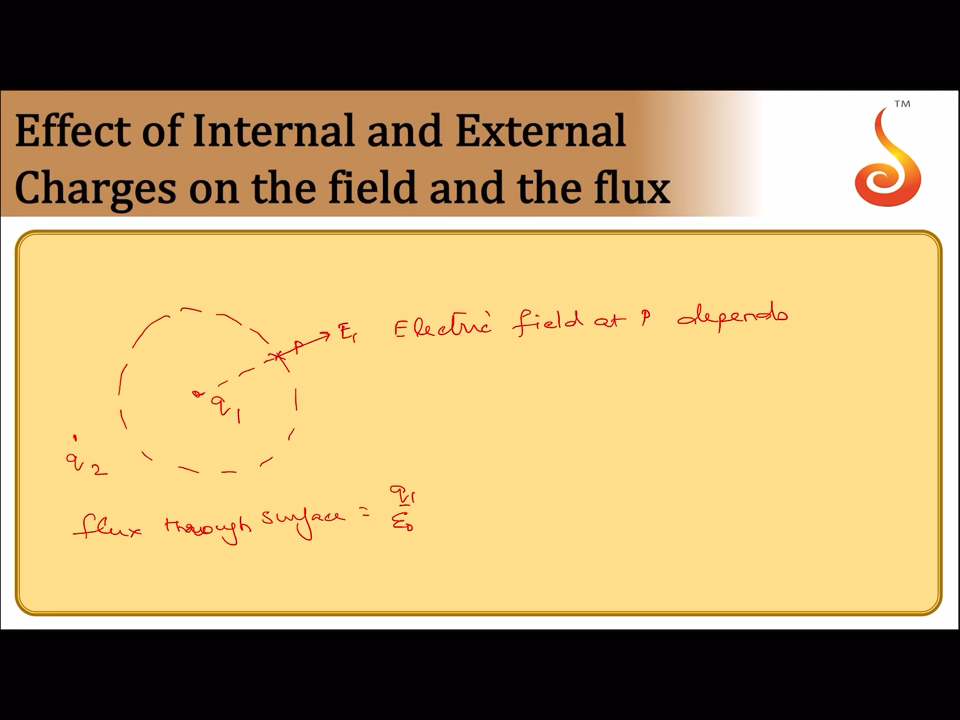 TM
Effect of Internal and External
Charges on the field and the flux
E₁ Electric field at P depends
P
q₁
q₂
flux through surface = q₁/ε₀